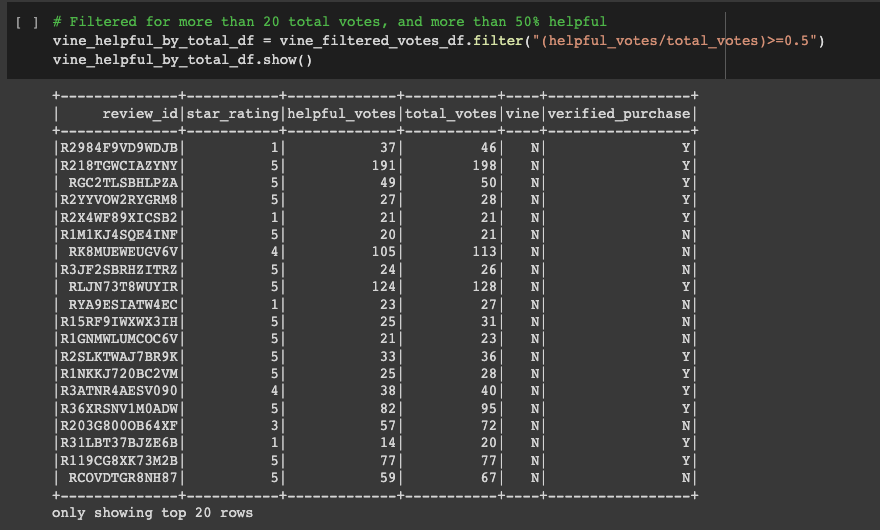 [ ] # Filtered for more than 20 total votes, and more than 50% helpful
vine_helpful_by_total_df = vine_filtered_votes_df.filter("(helpful_votes/total_votes)>=0.5")
vine_helpful_by_total_df.show()
+--------------+-----------+-------------+-----------+----+-----------------+
|     review_id|star_rating|helpful_votes|total_votes|vine|verified_purchase|
+--------------+-----------+-------------+-----------+----+-----------------+
|R2984F9VD9WDJB|          1|           37|         46|   N|                Y|
|R218TGWCIAZYNY|          5|          191|        198|   N|                Y|
| RGC2TLSBHLPZA|          5|           49|         50|   N|                Y|
|R2YYVOW2RYGRM8|          5|           27|         28|   N|                Y|
|R2X4WF89XICSB2|          1|           21|         21|   N|                Y|
|R1M1KJ4SQE4INF|          5|           20|         21|   N|                N|
| RK8MUEWEUGV6V|          4|          105|        113|   N|                N|
|R3JF2SBRHZITRZ|          5|           24|         26|   N|                N|
| RLJN73T8WUYIR|          5|          124|        128|   N|                Y|
| RYA9ESIATW4EC|          1|           23|         27|   N|                N|
|R15RF9IWXWX3IH|          5|           25|         31|   N|                N|
|R1GNMWLUMCOC6V|          5|           21|         23|   N|                N|
|R2SLKTWAJ7BR9K|          5|           33|         36|   N|                Y|
|R1NKKJ720BC2VM|          5|           25|         28|   N|                Y|
|R3ATNR4AESV090|          4|           38|         40|   N|                Y|
|R36XRSNV1M0ADW|          5|           82|         95|   N|                Y|
|R203G800OB64XF|          3|           57|         72|   N|                N|
|R31LBT37BJZE6B|          1|           14|         20|   N|                Y|
|R119CG8XK73M2B|          5|           77|         77|   N|                Y|
| RCOVDTGR8NH87|          5|           59|         67|   N|                N|
+--------------+-----------+-------------+-----------+----+-----------------+
only showing top 20 rows